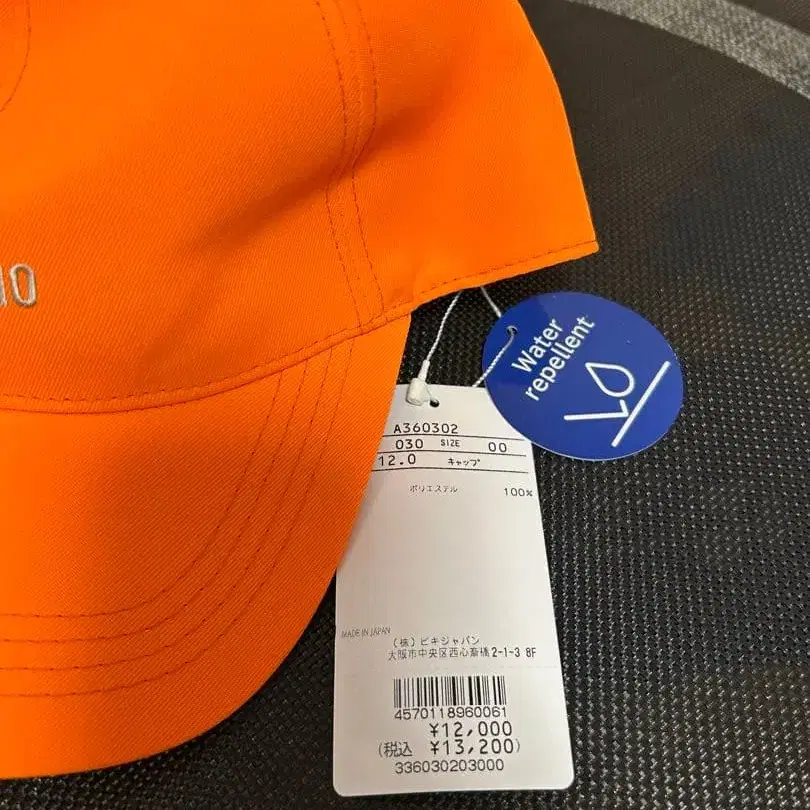 Water
repellent
A360302
030 SIZE 00
12.0 キャップ
ポリエステル 100%
MADE IN JAPAN
(株)ビキジャパン
大阪市中央区西心斎橋2-1-3 8F
4570118960061
¥12,000
(税込 ¥13,200)
336030203000